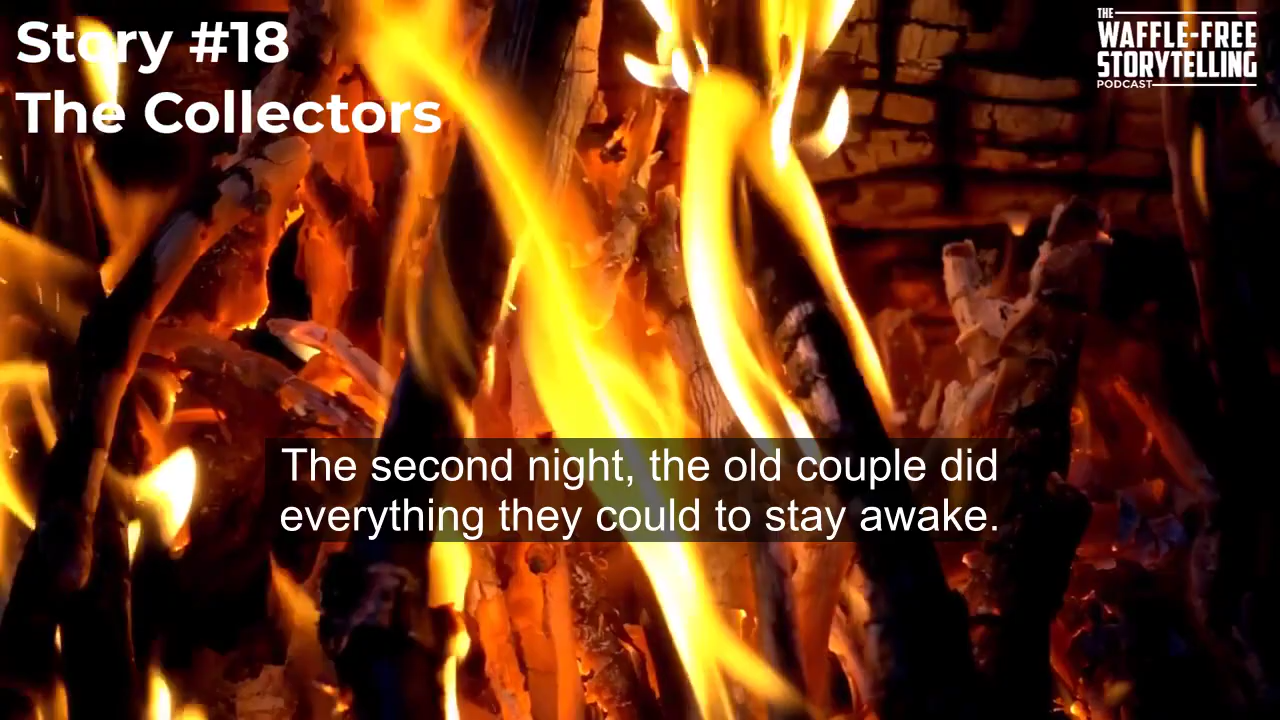 Story #18
The Collectors
THE
WAFFLE-FREE
STORYTELLING
PODCAST
The second night, the old couple did
everything they could to stay awake.